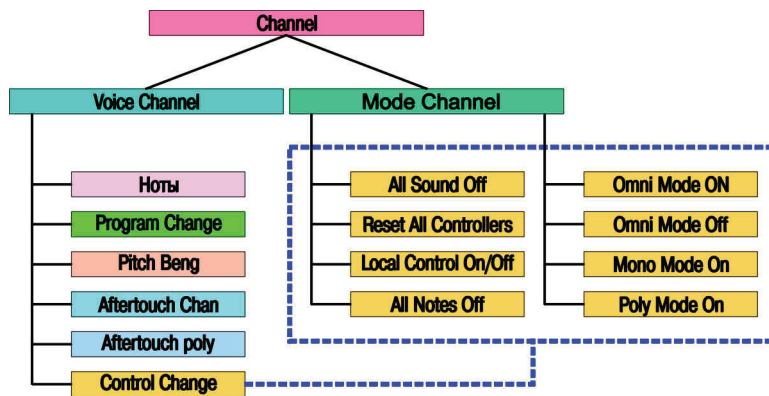 Channel
Voice Channel
Mode Channel
Ноты
Program Change
Pitch Beng
Aftertouch Chan
Aftertouch poly
Control Change
All Sound Off
Reset All Controllers
Local Control On/Off
All Notes Off
Omni Mode ON
Omni Mode Off
Mono Mode On
Poly Mode On